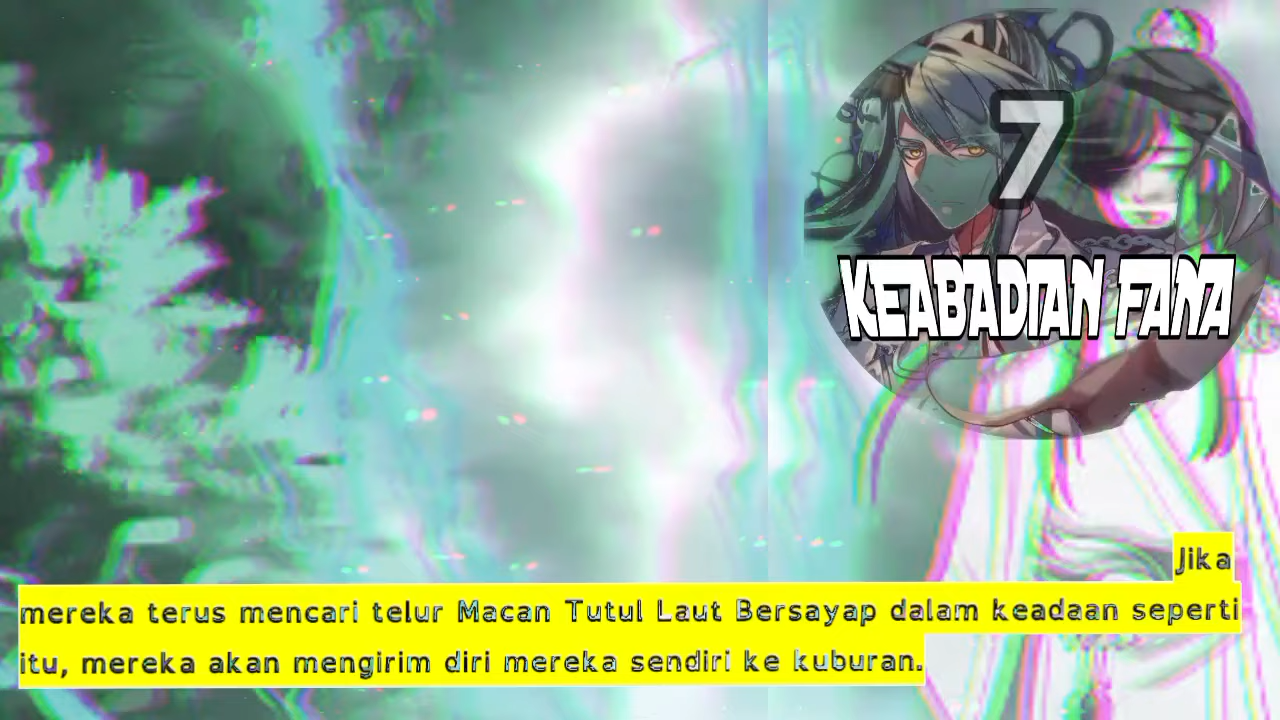 7
KEABADIAN FANA
Jika
mereka terus mencari telur Macan Tutul Laut Bersayap dalam keadaan seperti
itu, mereka akan mengirim diri mereka sendiri ke kuburan.